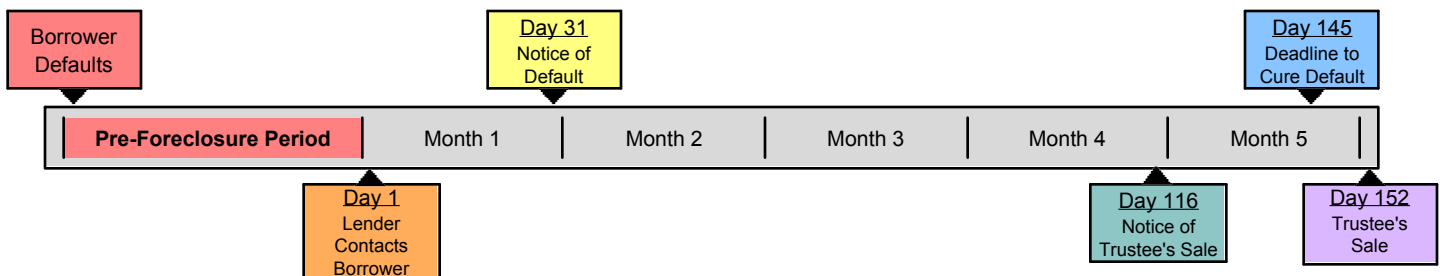 Borrower
Defaults
Day 31
Notice of
Default
Day 145
Deadline to
Cure Default
Pre-Foreclosure Period
Month 1
Month 2
Month 3
Month 4
Month 5
Day 1
Lender
Contacts
Borrower
Day 116
Notice of
Trustee's Sale
Day 152
Trustee's
Sale